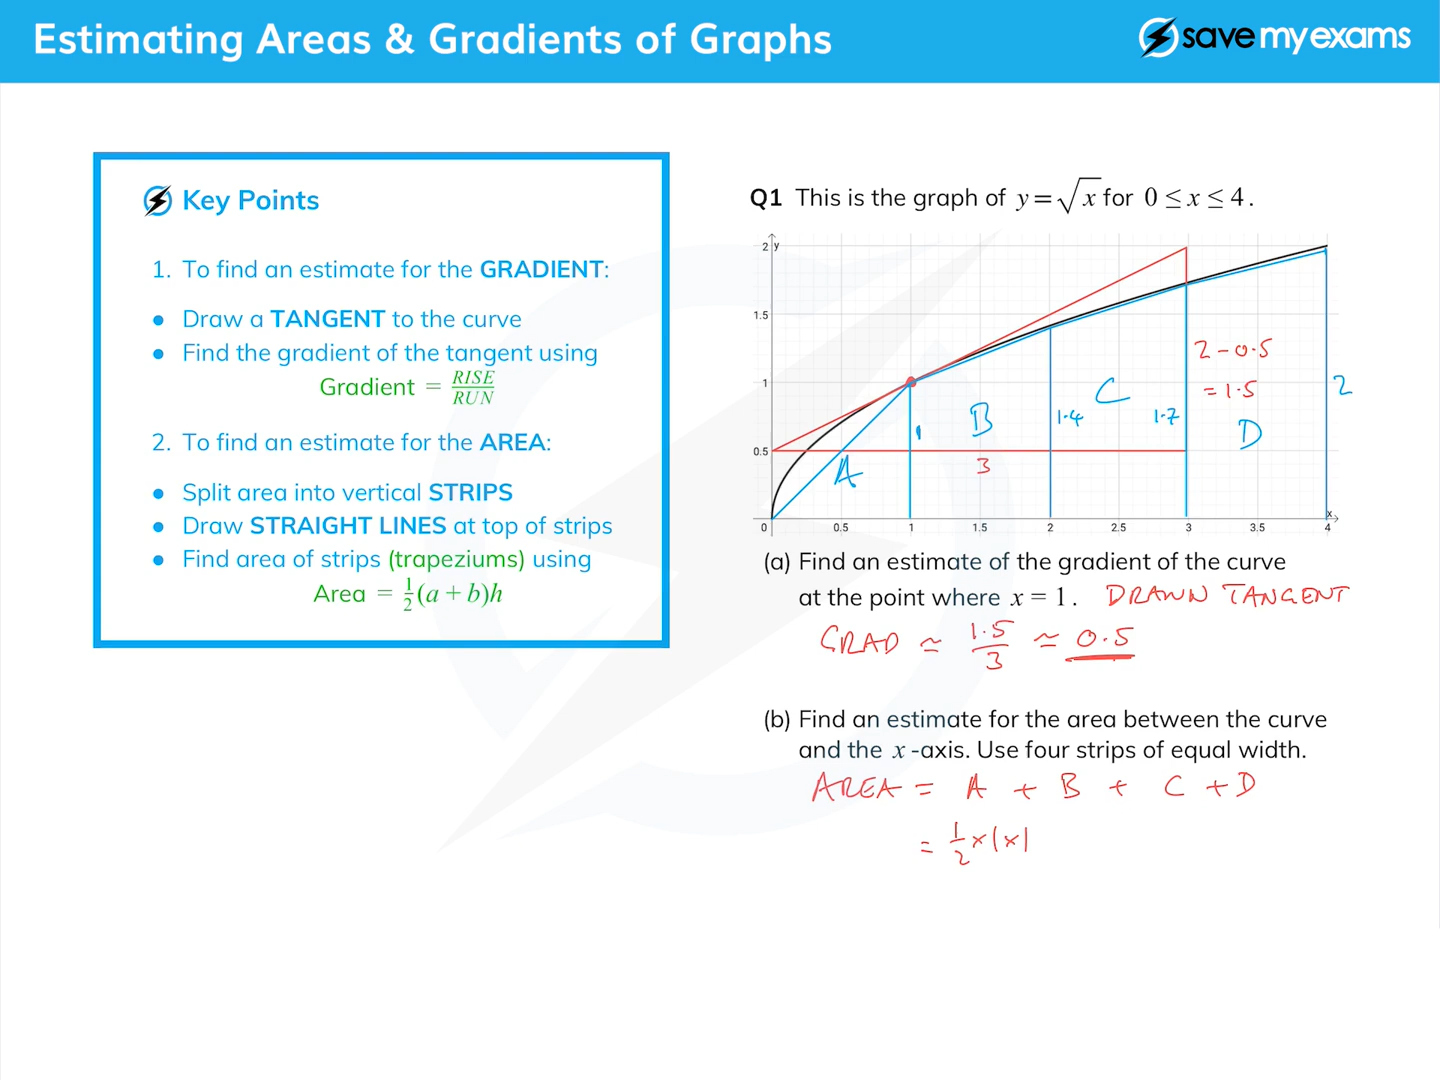 Estimating Areas & Gradients of Graphs
save my exams
Key Points
1. To find an estimate for the GRADIENT:
• Draw a TANGENT to the curve
• Find the gradient of the tangent using
Gradient = RISE/RUN
2. To find an estimate for the AREA:
• Split area into vertical STRIPS
• Draw STRAIGHT LINES at top of strips
• Find area of strips (trapeziums) using
Area = ½(a + b)h
Q1 This is the graph of y = √x for 0 ≤ x ≤ 4.
2 y
1.5
1
0.5
0 0.5 1 1.5 2 2.5 3 3.5 4 x
2 - 0.5
= 1.5
A 1 B 1.4 C 1.7 D 2
3
(a) Find an estimate of the gradient of the curve
at the point where x = 1. DRAWN TANGENT
GRAD ≃ 1.5/3 ≃ 0.5
(b) Find an estimate for the area between the curve
and the x-axis. Use four strips of equal width.
AREA = A + B + C + D
= ½ × 1 × 1